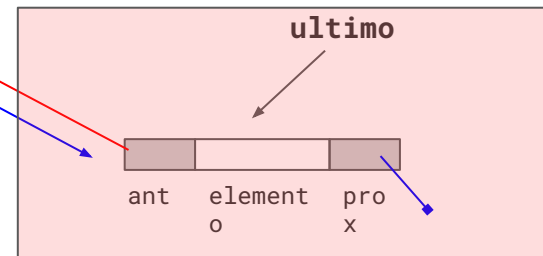 ultimo
ant element pro
o x